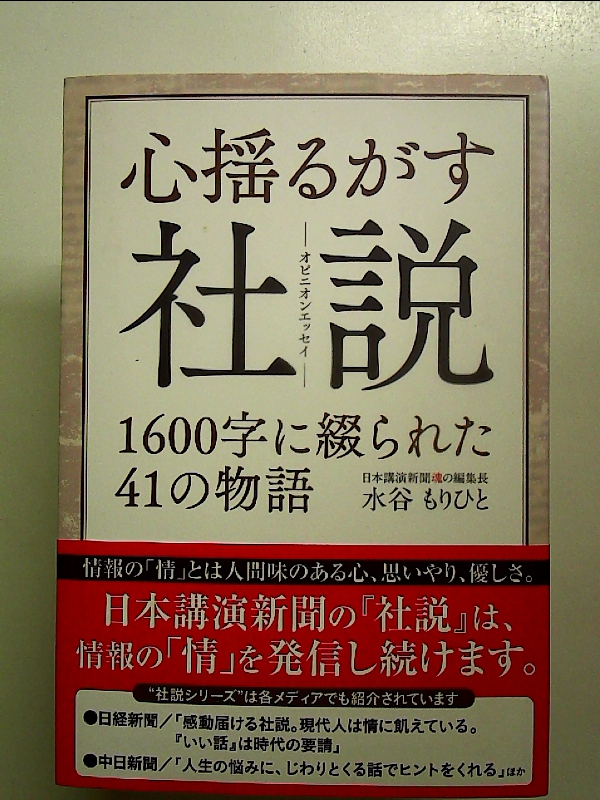 心揺るがす
社説
―オピニオンエッセイ―
1600字に綴られた
41の物語
日本講演新聞魂の編集長
水谷 もりひと
情報の「情」とは人間味のある心、思いやり、優しさ。
日本講演新聞の『社説』は、
情報の「情」を発信し続けます。
“社説シリーズ”は各メディアでも紹介されています
●日経新聞/「感動届ける社説。現代人は情に飢えている。
『いい話』は時代の要請」
●中日新聞/「人生の悩みに、じわりとくる話でヒントをくれる」ほか